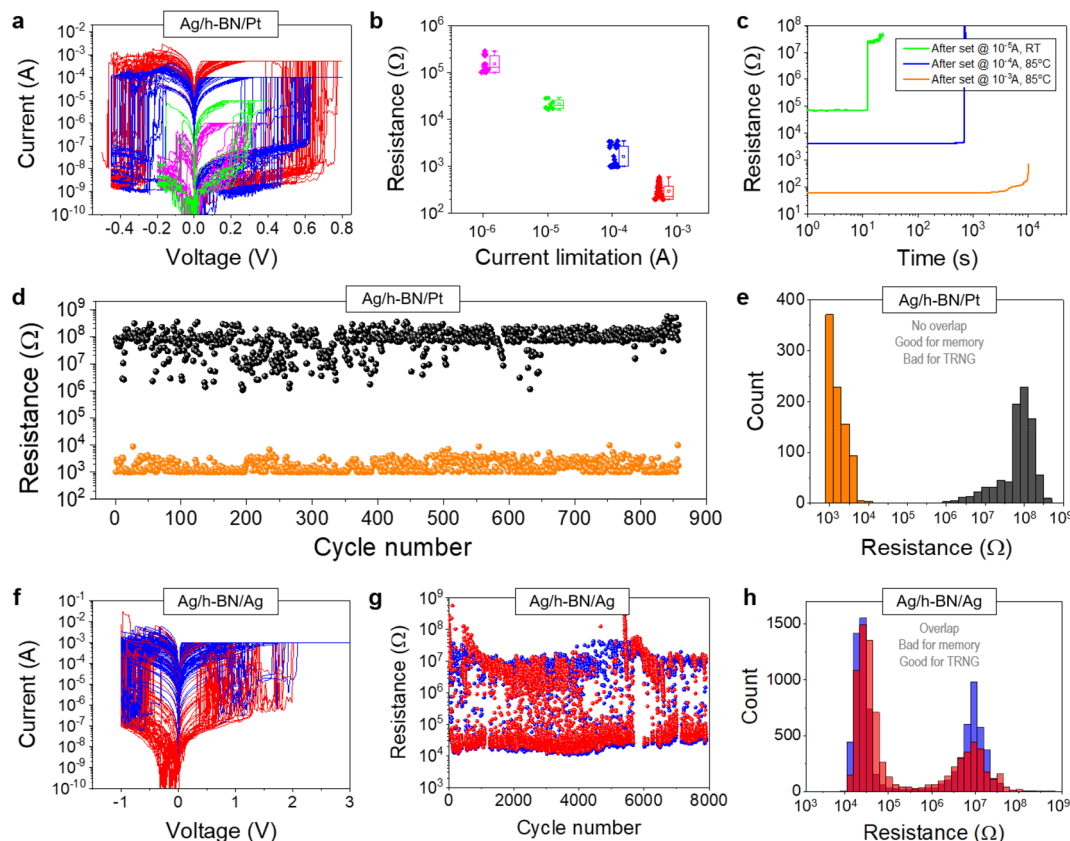 a
Ag/h-BN/Pt
10⁻² 10⁻³ 10⁻⁴ 10⁻⁵ 10⁻⁶ 10⁻⁷ 10⁻⁸ 10⁻⁹ 10⁻¹⁰
Current (A)
-0.4 -0.2 0.0 0.2 0.4 0.6 0.8
Voltage (V)
b
10⁶ 10⁵ 10⁴ 10³ 10²
Resistance (Ω)
10⁻⁶ 10⁻⁵ 10⁻⁴ 10⁻³
Current limitation (A)
c
10⁸ 10⁷ 10⁶ 10⁵ 10⁴ 10³ 10² 10¹
Resistance (Ω)
After set @ 10⁻⁵A, RT
After set @ 10⁻⁴A, 85ºC
After set @ 10⁻³A, 85ºC
10⁰ 10¹ 10² 10³ 10⁴
Time (s)
d
Ag/h-BN/Pt
10⁹ 10⁸ 10⁷ 10⁶ 10⁵ 10⁴ 10³ 10²
Resistance (Ω)
0 100 200 300 400 500 600 700 800 900
Cycle number
e
Ag/h-BN/Pt
No overlap
Good for memory
Bad for TRNG
400 300 200 100 0
Count
10³ 10⁴ 10⁵ 10⁶ 10⁷ 10⁸ 10⁹
Resistance (Ω)
f
Ag/h-BN/Ag
10⁻¹ 10⁻² 10⁻³ 10⁻⁴ 10⁻⁵ 10⁻⁶ 10⁻⁷ 10⁻⁸ 10⁻⁹ 10⁻¹⁰
Current (A)
-1 0 1 2 3
Voltage (V)
g
Ag/h-BN/Ag
10⁹ 10⁸ 10⁷ 10⁶ 10⁵ 10⁴ 10³
Resistance (Ω)
0 2000 4000 6000 8000
Cycle number
h
Ag/h-BN/Ag
Overlap
Bad for memory
Good for TRNG
1500 1000 500 0
Count
10³ 10⁴ 10⁵ 10⁶ 10⁷ 10⁸ 10⁹
Resistance (Ω)